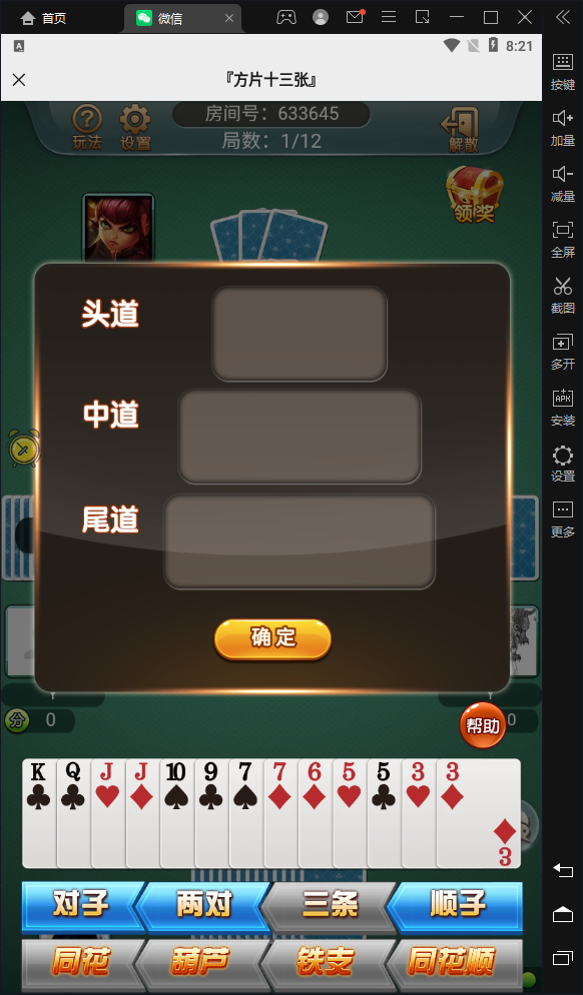 首页
微信
8:21
『方片十三张』
玩法
设置
房间号：633645
局数：1/12
解散
领奖
头道
中道
尾道
确定
帮助
分 0
0
K Q J J 10 9 7 7 6 5 5 3 3
3
对子 两对 三条 顺子
同花 葫芦 铁支 同花顺
按键
加量
减量
全屏
截图
多开
APK
安装
设置
更多